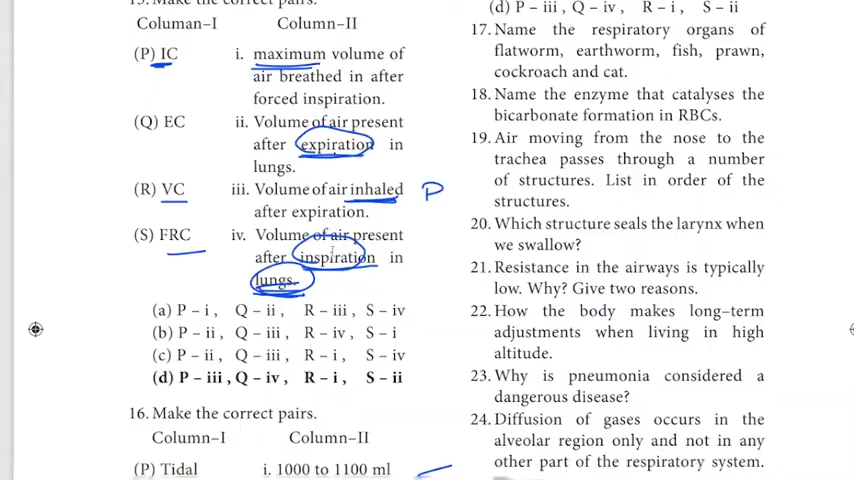 15. Make the correct pairs.
Columan–I Column–II
(P) IC i. maximum volume of
air breathed in after
forced inspiration.
(Q) EC ii. Volume of air present
after expiration in
lungs.
(R) VC iii. Volume of air inhaled P
after expiration.
(S) FRC iv. Volume of air present
after inspiration in
lungs.
(a) P – i , Q – ii , R – iii , S – iv
(b) P – ii , Q – iii , R – iv , S – i
(c) P – ii , Q – iii , R – i , S – iv
(d) P – iii , Q – iv , R – i , S – ii
16. Make the correct pairs.
Column–I Column–II
(P) Tidal i. 1000 to 1100 ml
(d) P – iii , Q – iv , R – i , S – ii
17. Name the respiratory organs of
flatworm, earthworm, fish, prawn,
cockroach and cat.
18. Name the enzyme that catalyses the
bicarbonate formation in RBCs.
19. Air moving from the nose to the
trachea passes through a number
of structures. List in order of the
structures.
20. Which structure seals the larynx when
we swallow?
21. Resistance in the airways is typically
low. Why? Give two reasons.
22. How the body makes long–term
adjustments when living in high
altitude.
23. Why is pneumonia considered a
dangerous disease?
24. Diffusion of gases occurs in the
alveolar region only and not in any
other part of the respiratory system.